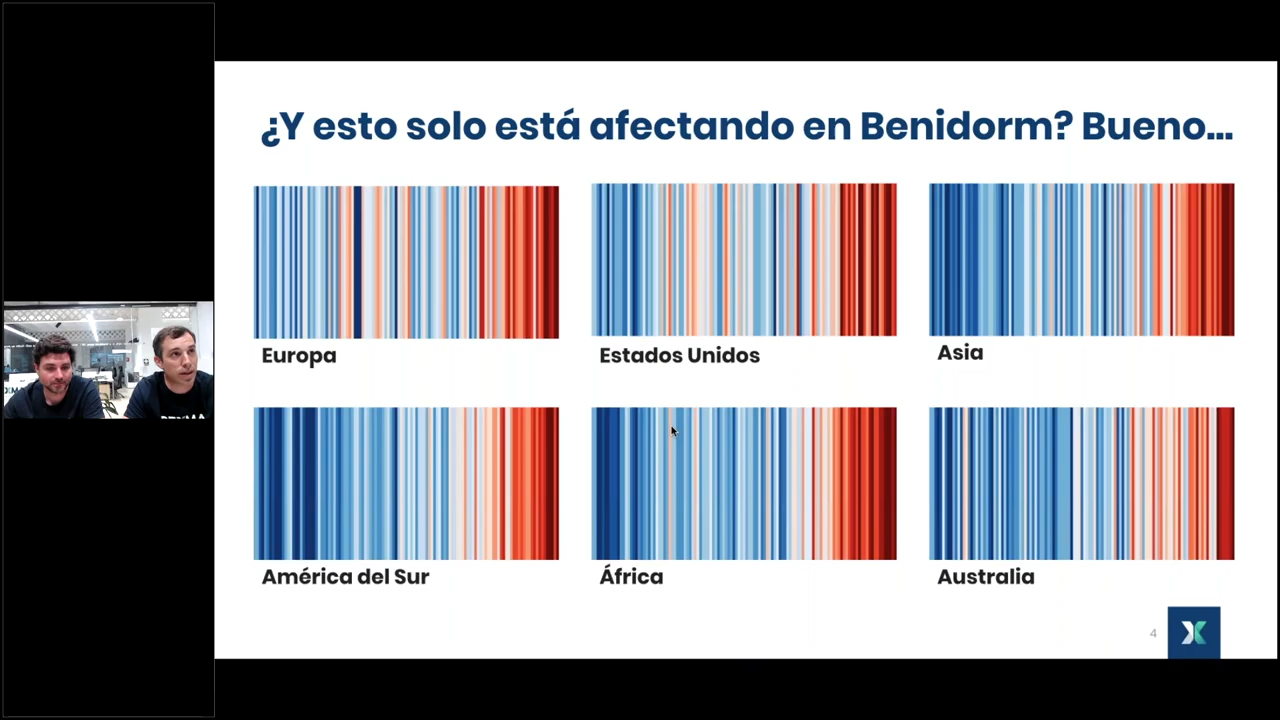 ¿Y esto solo está afectando en Benidorm? Bueno...
Europa
Estados Unidos
Asia
América del Sur
África
Australia
4